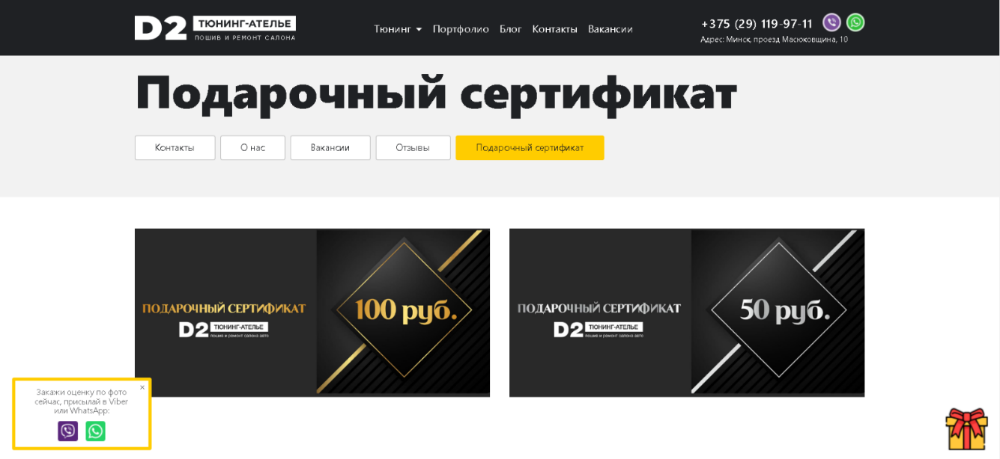 D2 ТЮНИНГ-АТЕЛЬЕ
ПОШИВ И РЕМОНТ САЛОНА
Тюнинг Портфолио Блог Контакты Вакансии
+375 (29) 119-97-11
Адрес: Минск, проезд Масюковщина, 10
Подарочный сертификат
Контакты
О нас
Вакансии
Отзывы
Подарочный сертификат
ПОДАРОЧНЫЙ СЕРТИФИКАТ
D2 ТЮНИНГ-АТЕЛЬЕ
пошив и ремонт салона авто
100 руб.
ПОДАРОЧНЫЙ СЕРТИФИКАТ
D2 ТЮНИНГ-АТЕЛЬЕ
пошив и ремонт салона авто
50 руб.
×
Закажи оценку по фото
сейчас, присылай в Viber
или WhatsApp: